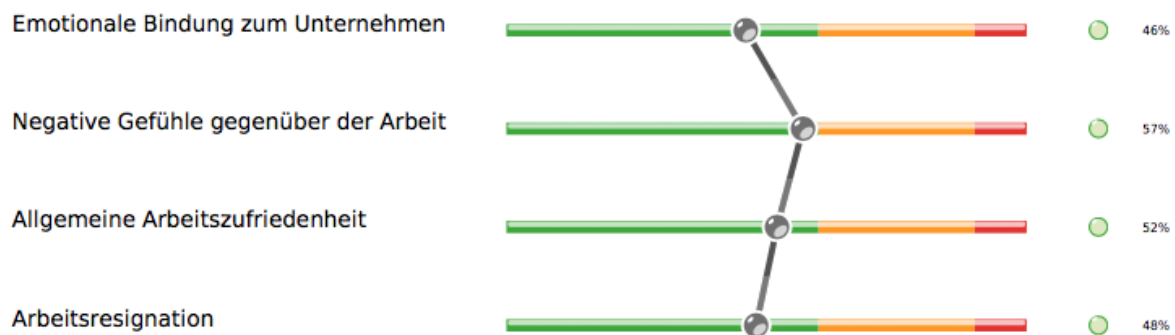 Emotionale Bindung zum Unternehmen 46%
Negative Gefühle gegenüber der Arbeit 57%
Allgemeine Arbeitszufriedenheit 52%
Arbeitsresignation 48%